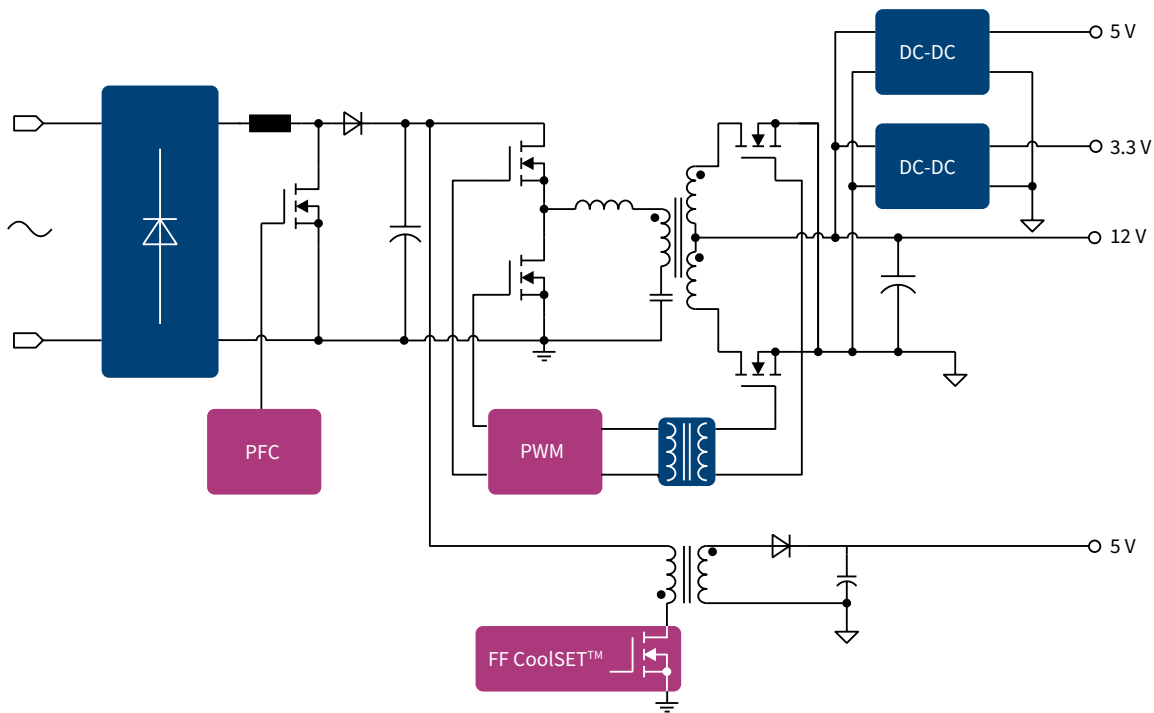 DC-DC
5 V
DC-DC
3.3 V
12 V
PFC
PWM
5 V
FF CoolSET™